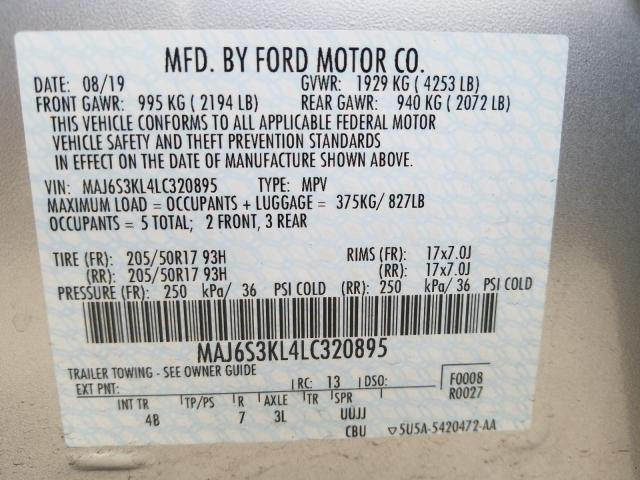 MFD. BY FORD MOTOR CO.
DATE: 08/19 GVWR: 1929 KG ( 4253 LB)
FRONT GAWR: 995 KG ( 2194 LB) REAR GAWR: 940 KG ( 2072 LB)
THIS VEHICLE CONFORMS TO ALL APPLICABLE FEDERAL MOTOR
VEHICLE SAFETY AND THEFT PREVENTION STANDARDS
IN EFFECT ON THE DATE OF MANUFACTURE SHOWN ABOVE.
VIN: MAJ6S3KL4LC320895 TYPE: MPV
MAXIMUM LOAD = OCCUPANTS + LUGGAGE = 375KG/ 827LB
OCCUPANTS = 5 TOTAL; 2 FRONT, 3 REAR
TIRE (FR): 205/50R17 93H RIMS (FR): 17x7.0J
(RR): 205/50R17 93H (RR): 17x7.0J
PRESSURE (FR): 250 kPa/ 36 PSI COLD (RR): 250 kPa/ 36 PSI COLD
MAJ6S3KL4LC320895
TRAILER TOWING - SEE OWNER GUIDE
EXT PNT: RC: 13 DSO: F0008
R0027
INT TR TP/PS R AXLE TR SPR
4B 7 3L UUJJ
CBU ▽5U5A-5420472-AA